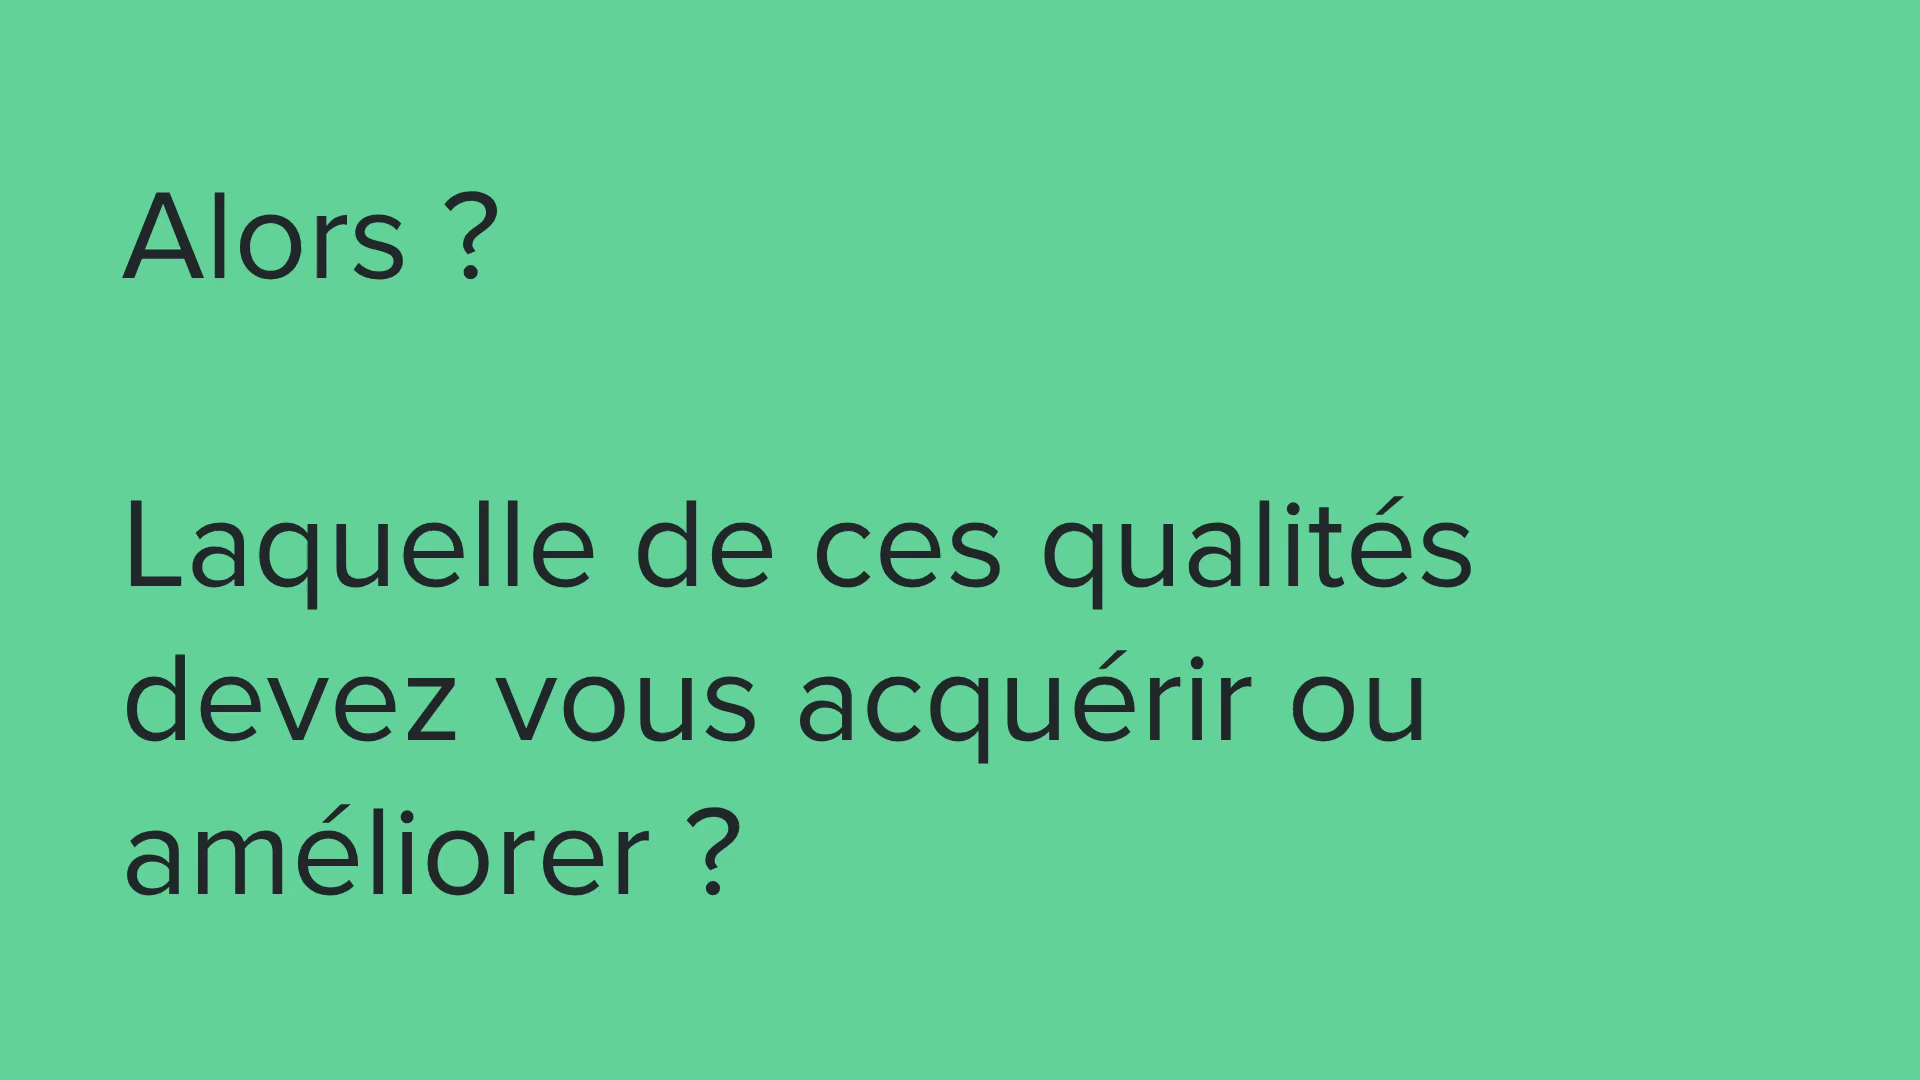 Alors ?
Laquelle de ces qualités
devez vous acquérir ou
améliorer ?